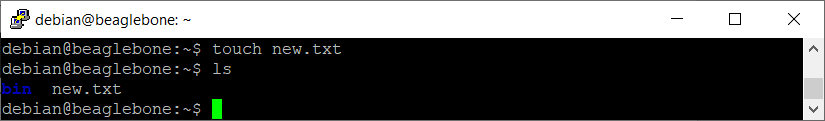 debian@beaglebone: ~
debian@beaglebone:~$ touch new.txt
debian@beaglebone:~$ ls
bin  new.txt
debian@beaglebone:~$